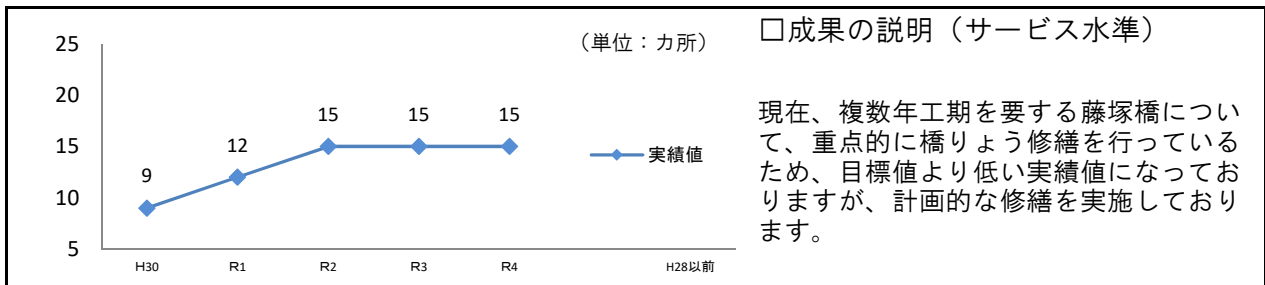 25
20
15
10
5
（単位：カ所）
9
12
15
15
15
実績値
H30
R1
R2
R3
R4
H28以前
□成果の説明（サービス水準）
現在、複数年工期を要する藤塚橋につい
て、重点的に橋りょう修繕を行っている
ため、目標値より低い実績値になってお
りますが、計画的な修繕を実施しており
ます。